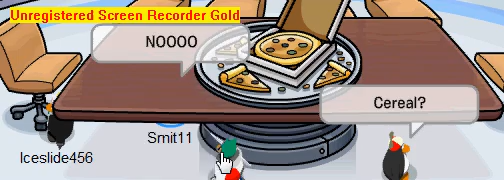 Unregistered Screen Recorder Gold
NOOOO
Cereal?
Smit11
Iceslide456